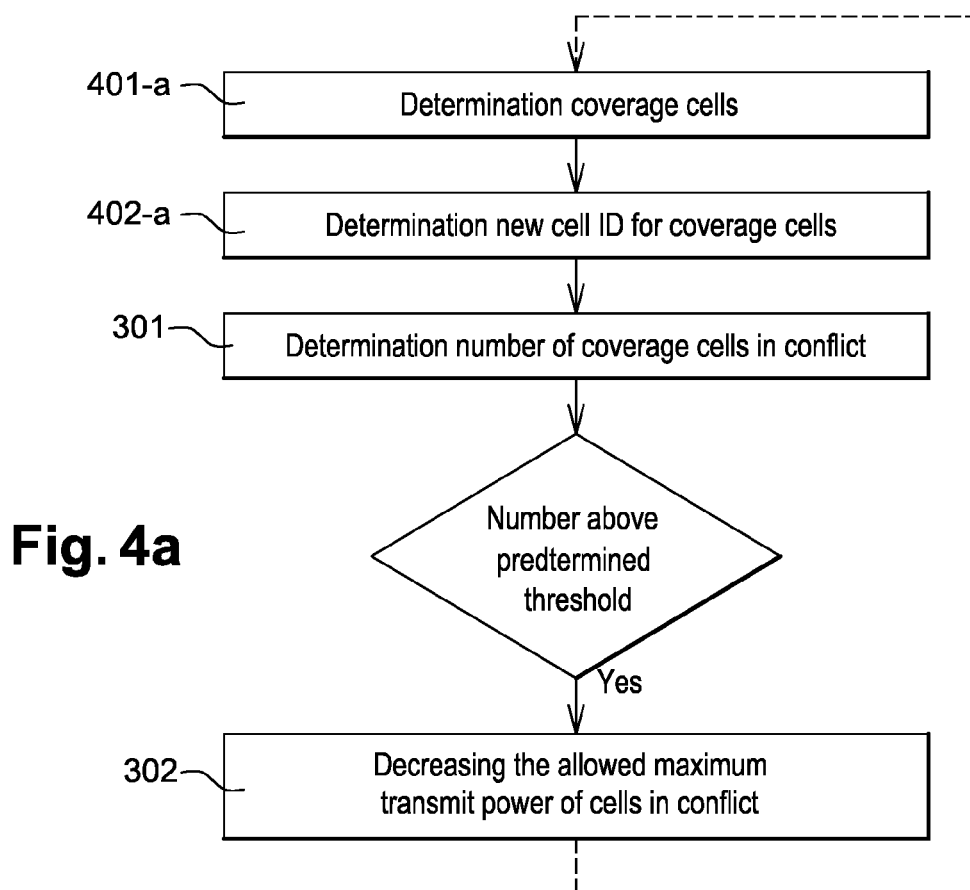 401-a
Determination coverage cells
402-a
Determination new cell ID for coverage cells
301
Determination number of coverage cells in conflict
Fig. 4a
Number above
predtermined
threshold
Yes
302
Decreasing the allowed maximum
transmit power of cells in conflict